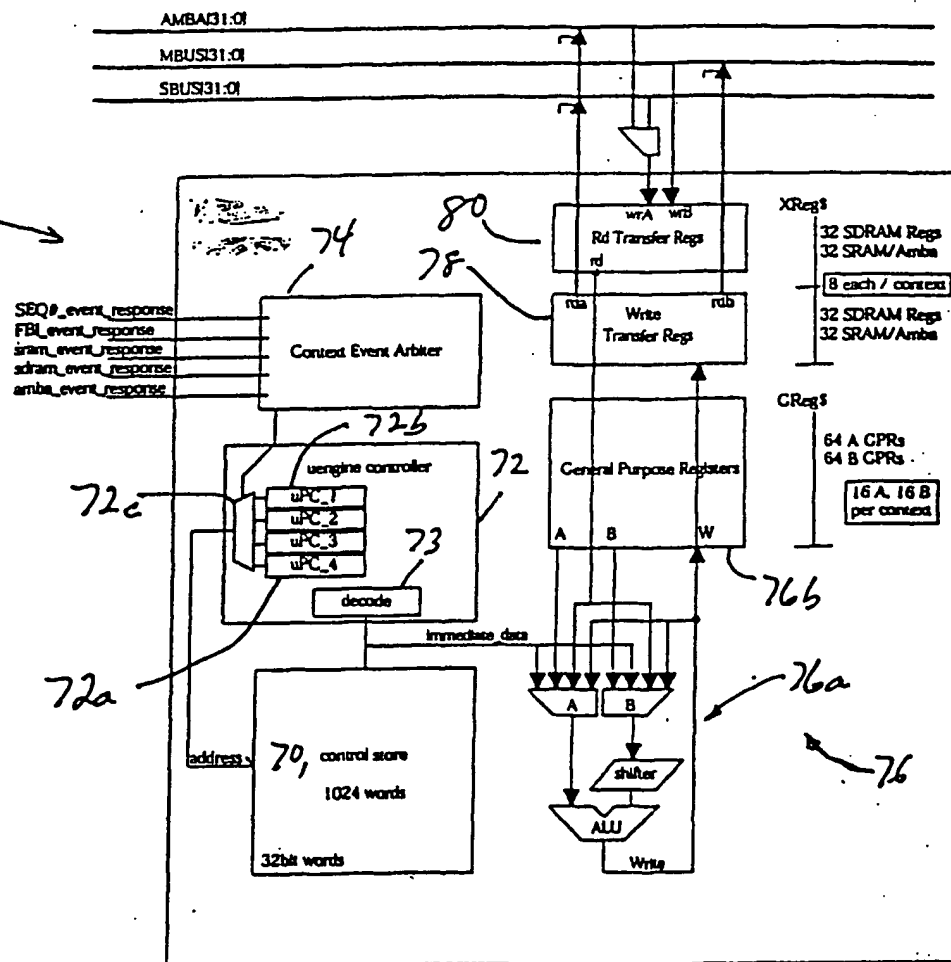 AMBA[31:0]
MBUS[31:0]
SBUS[31:0]
80
wrA wrB
Rd Transfer Regs
rd
XRegs
32 SDRAM Regs
32 SRAM/Amba
8 each / context
32 SDRAM Regs
32 SRAM/Amba
78
rda
rdb
Write
Transfer Regs
74
SEQ#_event_response
FBI_event_response
sram_event_response
sdram_event_response
amba_event_response
Context Event Arbiter
72b
72
uengine controller
72c
uPC_1
uPC_2
uPC_3
uPC_4
73
decode
72a
GRegs
64 A GPRs
64 B GPRs
16 A, 16 B
per context
General Purpose Registers
A B W
76b
immediate_data
A B
76a
76
shifter
ALU
Write
address
70,
control store
1024 words
32bit words